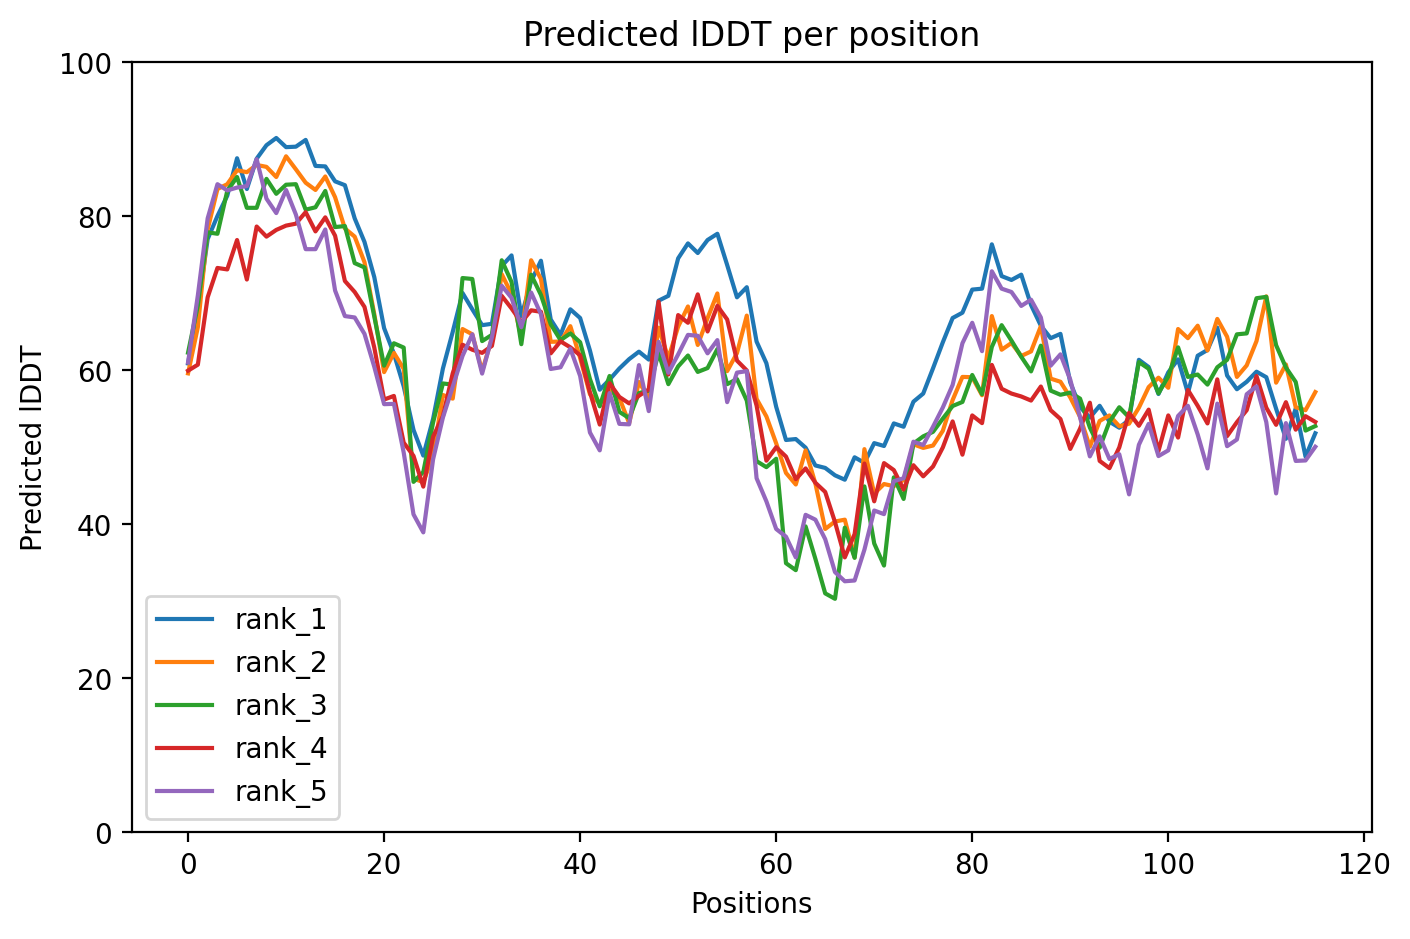 Predicted lDDT per position
100
80
60
40
20
0
Predicted lDDT
rank_1
rank_2
rank_3
rank_4
rank_5
0 20 40 60 80 100 120
Positions